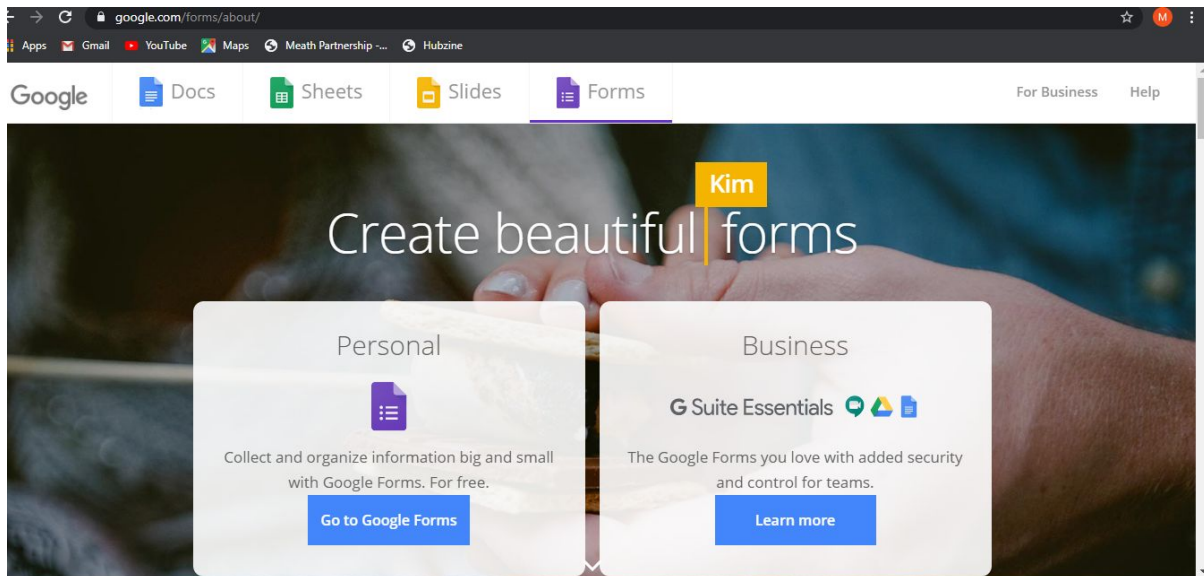 google.com/forms/about/
M
Apps Gmail YouTube Maps Meath Partnership -... Hubzine
Google Docs Sheets Slides Forms For Business Help
Kim
Create beautiful forms
Personal
Collect and organize information big and small
with Google Forms. For free.
Go to Google Forms
Business
G Suite Essentials
The Google Forms you love with added security
and control for teams.
Learn more